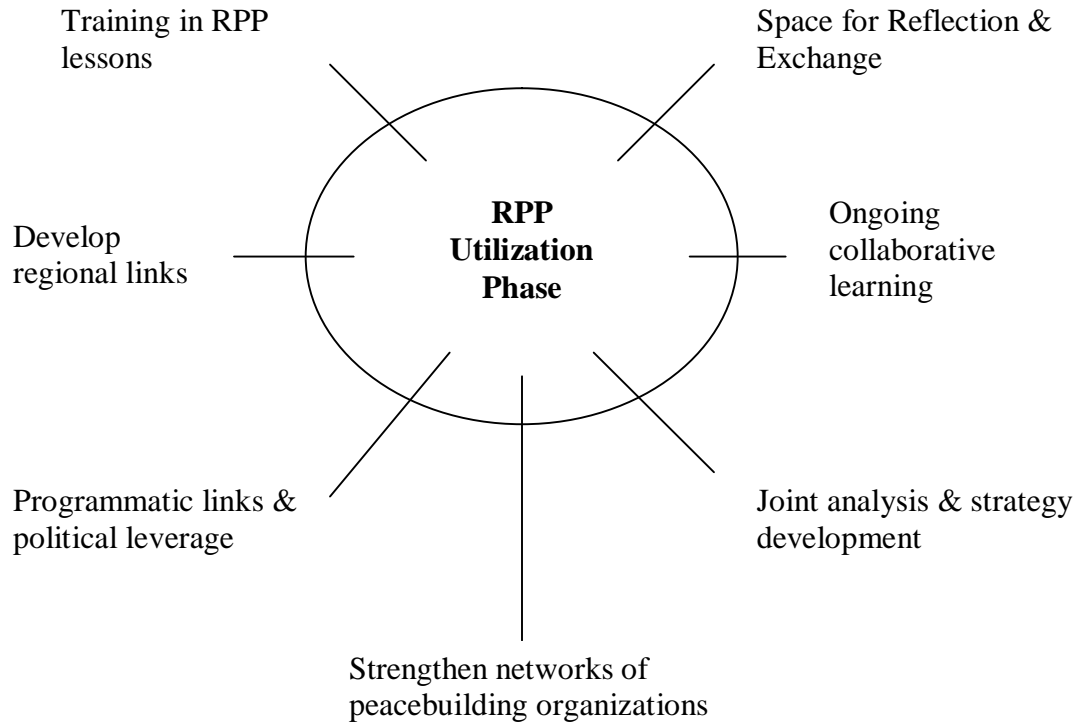 Training in RPP
lessons
Space for Reflection &
Exchange
RPP
Utilization
Phase
Develop
regional links
Ongoing
collaborative
learning
Programmatic links &
political leverage
Joint analysis & strategy
development
Strengthen networks of
peacebuilding organizations